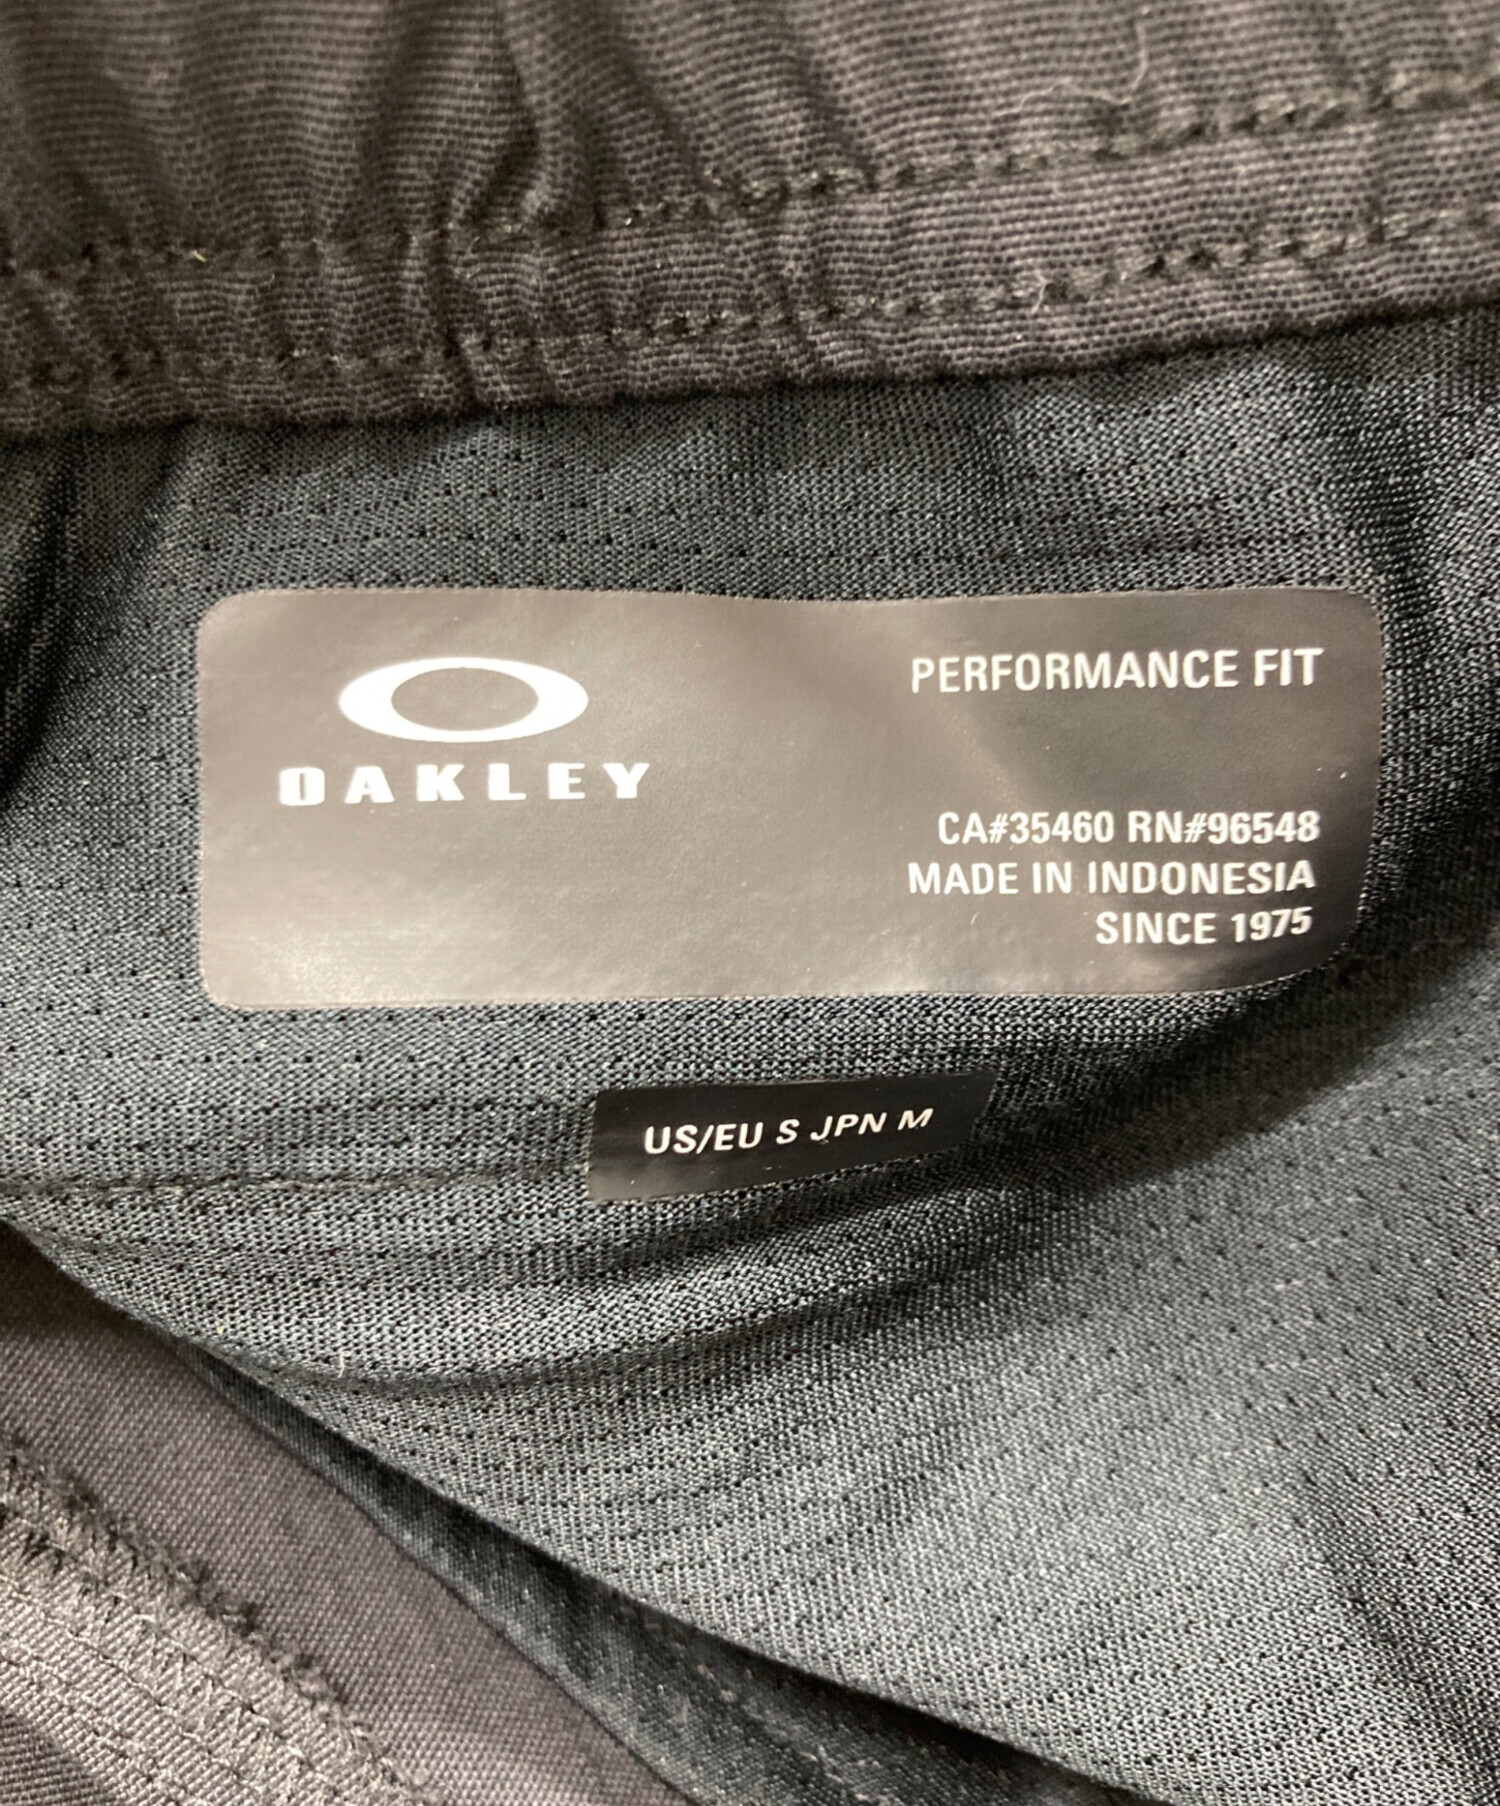 OAKLEY
PERFORMANCE FIT
CA#35460 RN#96548
MADE IN INDONESIA
SINCE 1975
US/EU S JPN M